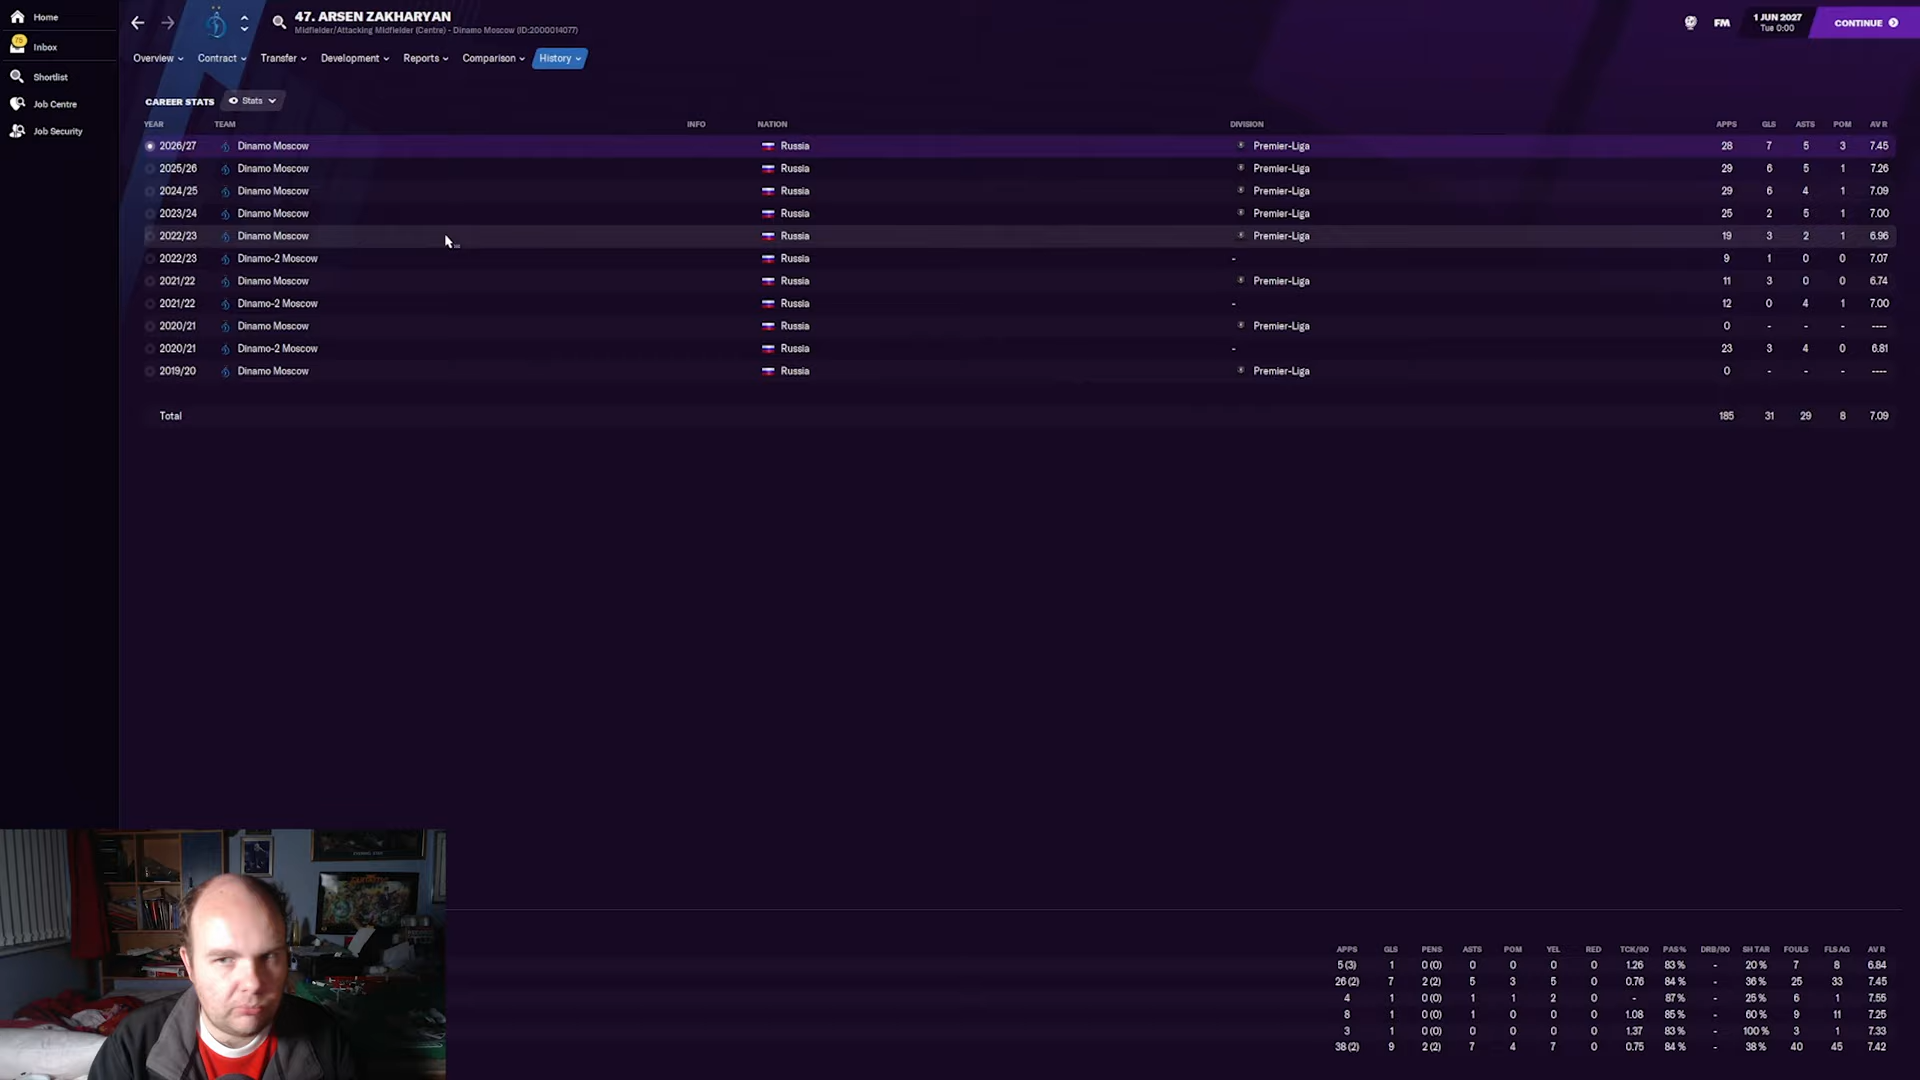 Home
75
Inbox
Shortlist
Job Centre
Job Security
47. ARSEN ZAKHARYAN
Midfielder/Attacking Midfielder (Centre) - Dinamo Moscow (ID:2000014077)
FM
1 JUN 2027
Tue 0:00
CONTINUE
Overview Contract Transfer Development Reports Comparison History
CAREER STATS Stats
YEAR TEAM INFO NATION DIVISION APPS GLS ASTS POM AV R
2026/27 Dinamo Moscow Russia Premier-Liga 28 7 5 3 7.45
2025/26 Dinamo Moscow Russia Premier-Liga 29 6 5 1 7.26
2024/25 Dinamo Moscow Russia Premier-Liga 29 6 4 1 7.09
2023/24 Dinamo Moscow Russia Premier-Liga 25 2 5 1 7.00
2022/23 Dinamo Moscow Russia Premier-Liga 19 3 2 1 6.96
2022/23 Dinamo-2 Moscow Russia - 9 1 0 0 7.07
2021/22 Dinamo Moscow Russia Premier-Liga 11 3 0 0 6.74
2021/22 Dinamo-2 Moscow Russia - 12 0 4 1 7.00
2020/21 Dinamo Moscow Russia Premier-Liga 0 - - - ----
2020/21 Dinamo-2 Moscow Russia - 23 3 4 0 6.81
2019/20 Dinamo Moscow Russia Premier-Liga 0 - - - ----
Total 185 31 29 8 7.09
APPS GLS PENS ASTS POM YEL RED TCK/90 PAS% DRB/90 SH TAR FOULS FLS AG AV R
5 (3) 1 0 (0) 0 0 0 0 1.26 83 % - 20 % 7 8 6.84
26 (2) 7 2 (2) 5 3 5 0 0.76 84 % - 36 % 25 33 7.45
4 1 0 (0) 1 1 2 0 - 87 % - 25 % 6 1 7.55
8 1 0 (0) 1 0 0 0 1.08 85 % - 60 % 9 11 7.25
3 1 0 (0) 0 0 0 0 1.37 83 % - 100 % 3 1 7.33
38 (2) 9 2 (2) 7 4 7 0 0.75 84 % - 38 % 40 45 7.42